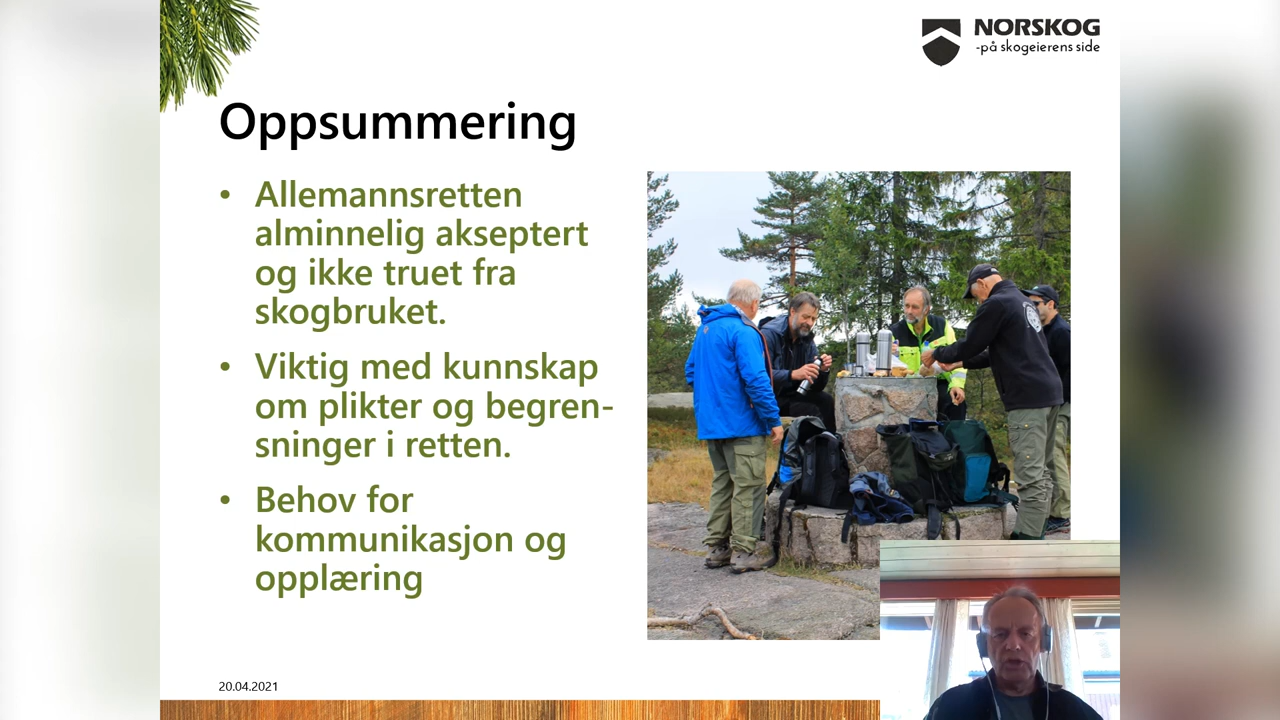 NORSKOG
-på skogeierens side
Oppsummering
• Allemannsretten
alminnelig akseptert
og ikke truet fra
skogbruket.
• Viktig med kunnskap
om plikter og begren-
sninger i retten.
• Behov for
kommunikasjon og
opplæring
20.04.2021